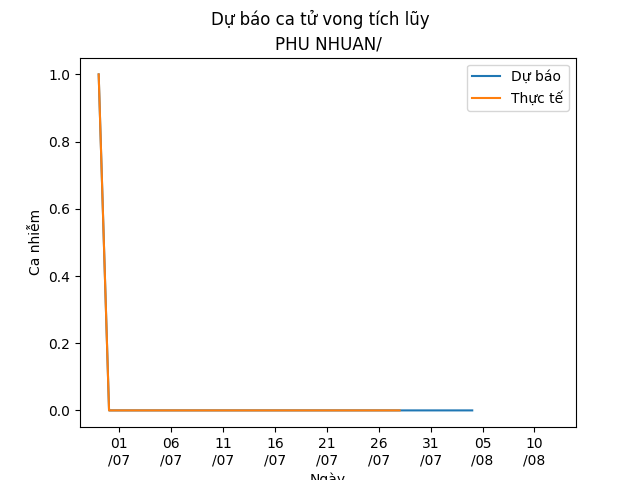 Dự báo ca tử vong tích lũy
PHU NHUAN/
Dự báo
Thực tế
Ca nhiễm
1.0
0.8
0.6
0.4
0.2
0.0
01 06 11 16 21 26 31 05 10
/07 /07 /07 /07 /07 /07 /07 /08 /08
Ngày